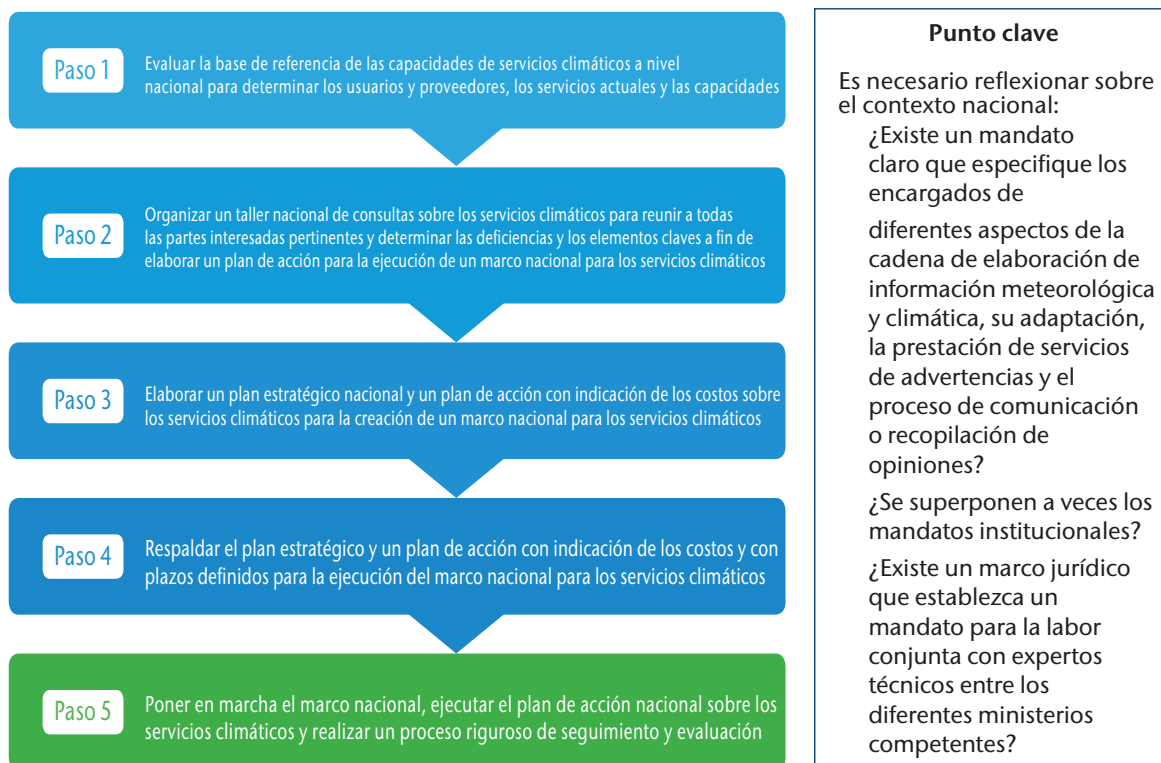 Paso 1
Evaluar la base de referencia de las capacidades de servicios climáticos a nivel
nacional para determinar los usuarios y proveedores, los servicios actuales y las capacidades
Paso 2
Organizar un taller nacional de consultas sobre los servicios climáticos para reunir a todas
las partes interesadas pertinentes y determinar las deficiencias y los elementos claves a fin de
elaborar un plan de acción para la ejecución de un marco nacional para los servicios climáticos
Paso 3
Elaborar un plan estratégico nacional y un plan de acción con indicación de los costos sobre
los servicios climáticos para la creación de un marco nacional para los servicios climáticos
Paso 4
Respaldar el plan estratégico y un plan de acción con indicación de los costos y con
plazos definidos para la ejecución del marco nacional para los servicios climáticos
Paso 5
Poner en marcha el marco nacional, ejecutar el plan de acción nacional sobre los
servicios climáticos y realizar un proceso riguroso de seguimiento y evaluación
Punto clave
Es necesario reflexionar sobre
el contexto nacional:
¿Existe un mandato
claro que especifique los
encargados de
diferentes aspectos de la
cadena de elaboración de
información meteorológica
y climática, su adaptación,
la prestación de servicios
de advertencias y el
proceso de comunicación
o recopilación de
opiniones?
¿Se superponen a veces los
mandatos institucionales?
¿Existe un marco jurídico
que establezca un
mandato para la labor
conjunta con expertos
técnicos entre los
diferentes ministerios
competentes?